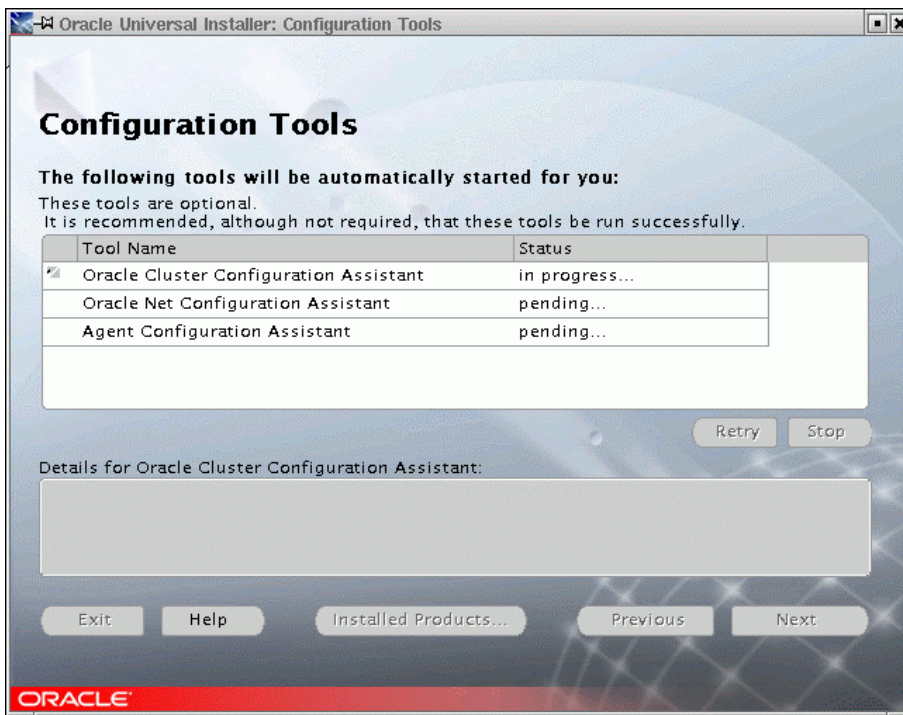 Oracle Universal Installer: Configuration Tools
Configuration Tools
The following tools will be automatically started for you:
These tools are optional.
It is recommended, although not required, that these tools be run successfully.
Tool Name Status
Oracle Cluster Configuration Assistant in progress...
Oracle Net Configuration Assistant pending...
Agent Configuration Assistant pending...
Retry Stop
Details for Oracle Cluster Configuration Assistant:
Exit Help Installed Products... Previous Next
ORACLE